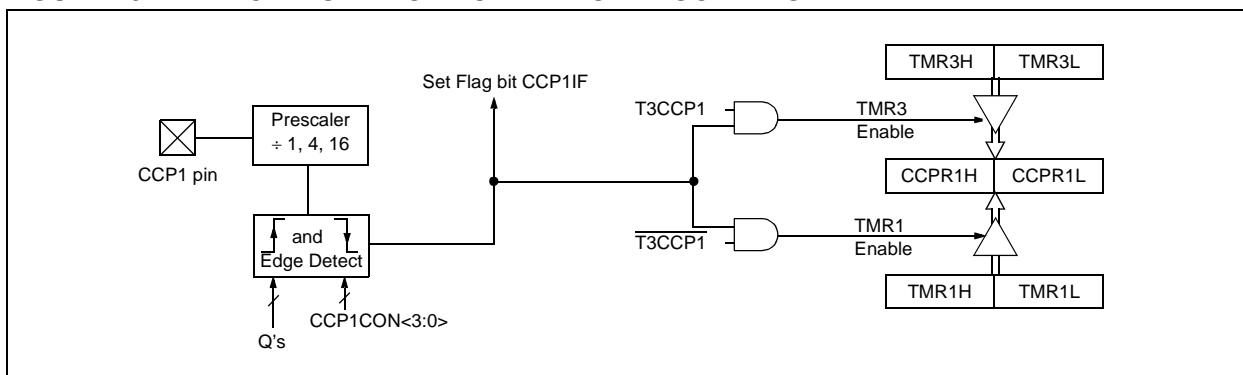 TMR3H TMR3L
Set Flag bit CCP1IF
T3CCP1
TMR3
Enable
Prescaler
÷ 1, 4, 16
CCP1 pin
CCPR1H CCPR1L
and
Edge Detect
T3CCP1
TMR1
Enable
TMR1H TMR1L
CCP1CON<3:0>
Q's